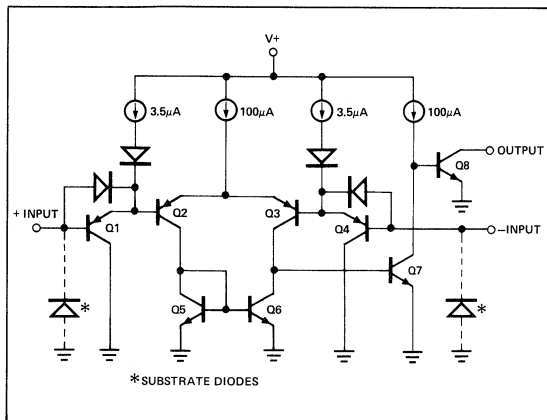 V+
3.5µA
100µA
3.5µA
100µA
Q8
OUTPUT
+ INPUT
Q1
Q2
Q3
Q4
−INPUT
Q7
*
Q5
Q6
*
*SUBSTRATE DIODES